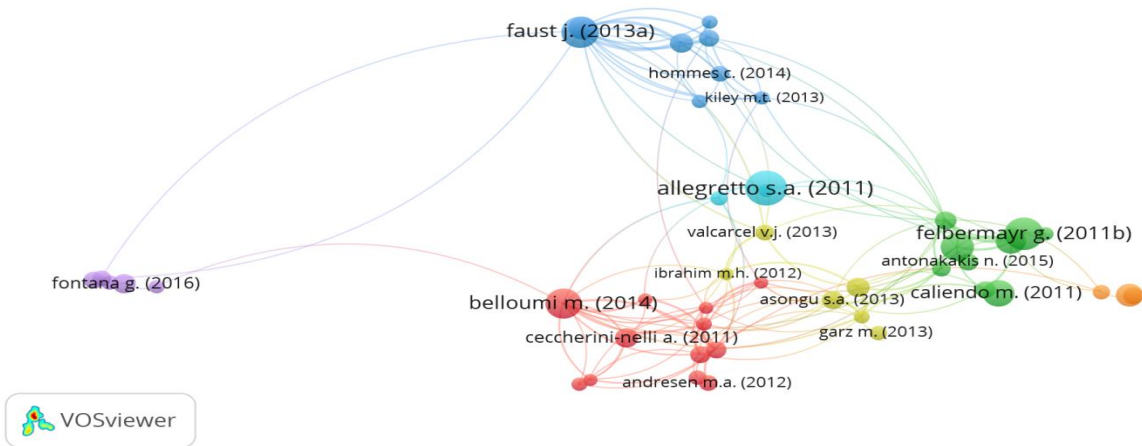 faust j. (2013a)
hommes c. (2014)
kiley m.t. (2013)
allegretto s.a. (2011)
valcarcel v.j. (2013)
felbermayr g. (2011b)
antonakakis n. (2015)
ibrahim m.h. (2012)
fontana g. (2016)
belloumi m. (2014)
asongu s.a. (2013)
caliendo m. (2011)
ceccherini-nelli a. (2011)
garz m. (2013)
andresen m.a. (2012)
VOSviewer